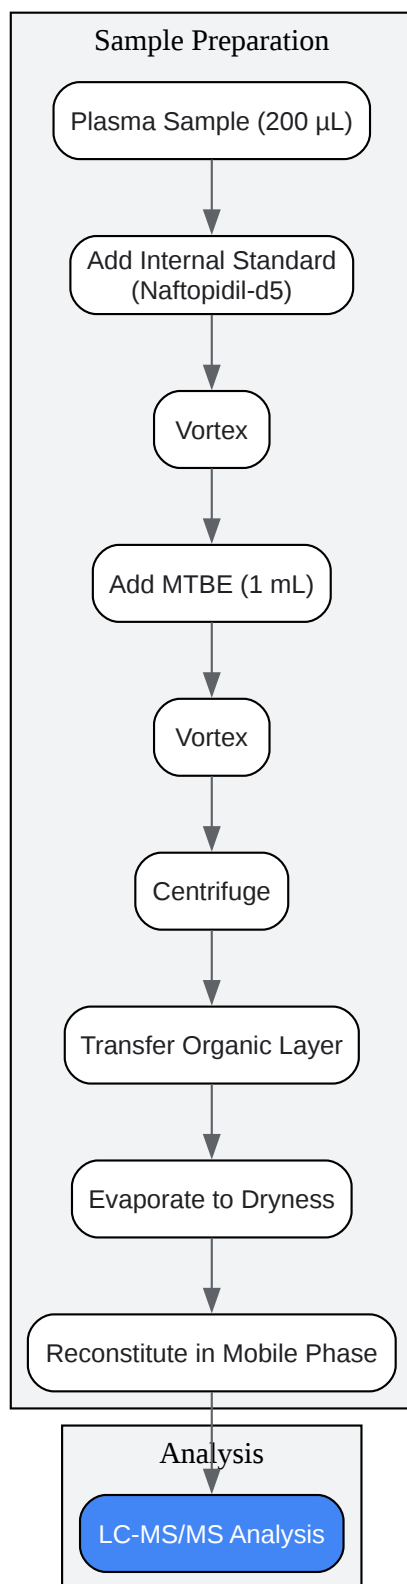 Sample Preparation
Plasma Sample (200 µL)
Add Internal Standard
(Naftopidil-d5)
Vortex
Add MTBE (1 mL)
Vortex
Centrifuge
Transfer Organic Layer
Evaporate to Dryness
Reconstitute in Mobile Phase
Analysis
LC-MS/MS Analysis